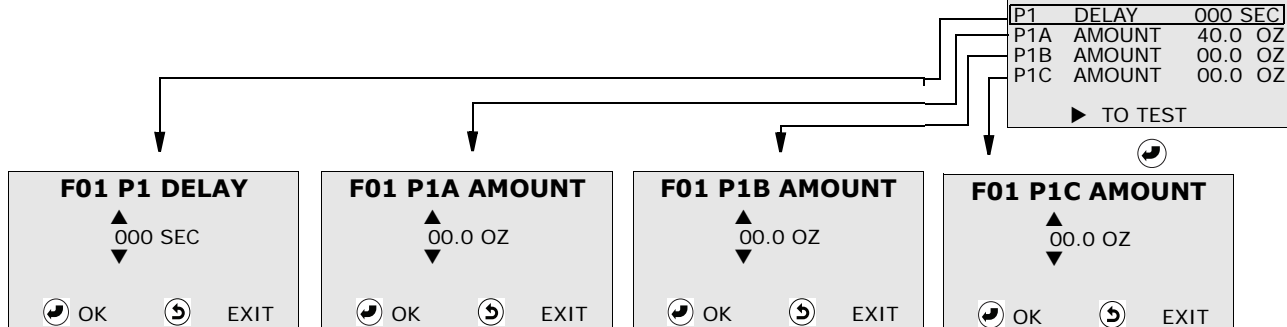 P1 DELAY 000 SEC
P1A AMOUNT 40.0 OZ
P1B AMOUNT 00.0 OZ
P1C AMOUNT 00.0 OZ
▶ TO TEST
F01 P1 DELAY
▲
000 SEC
▼
OK EXIT
F01 P1A AMOUNT
▲
00.0 OZ
▼
OK EXIT
F01 P1B AMOUNT
▲
00.0 OZ
▼
OK EXIT
F01 P1C AMOUNT
▲
00.0 OZ
▼
OK EXIT